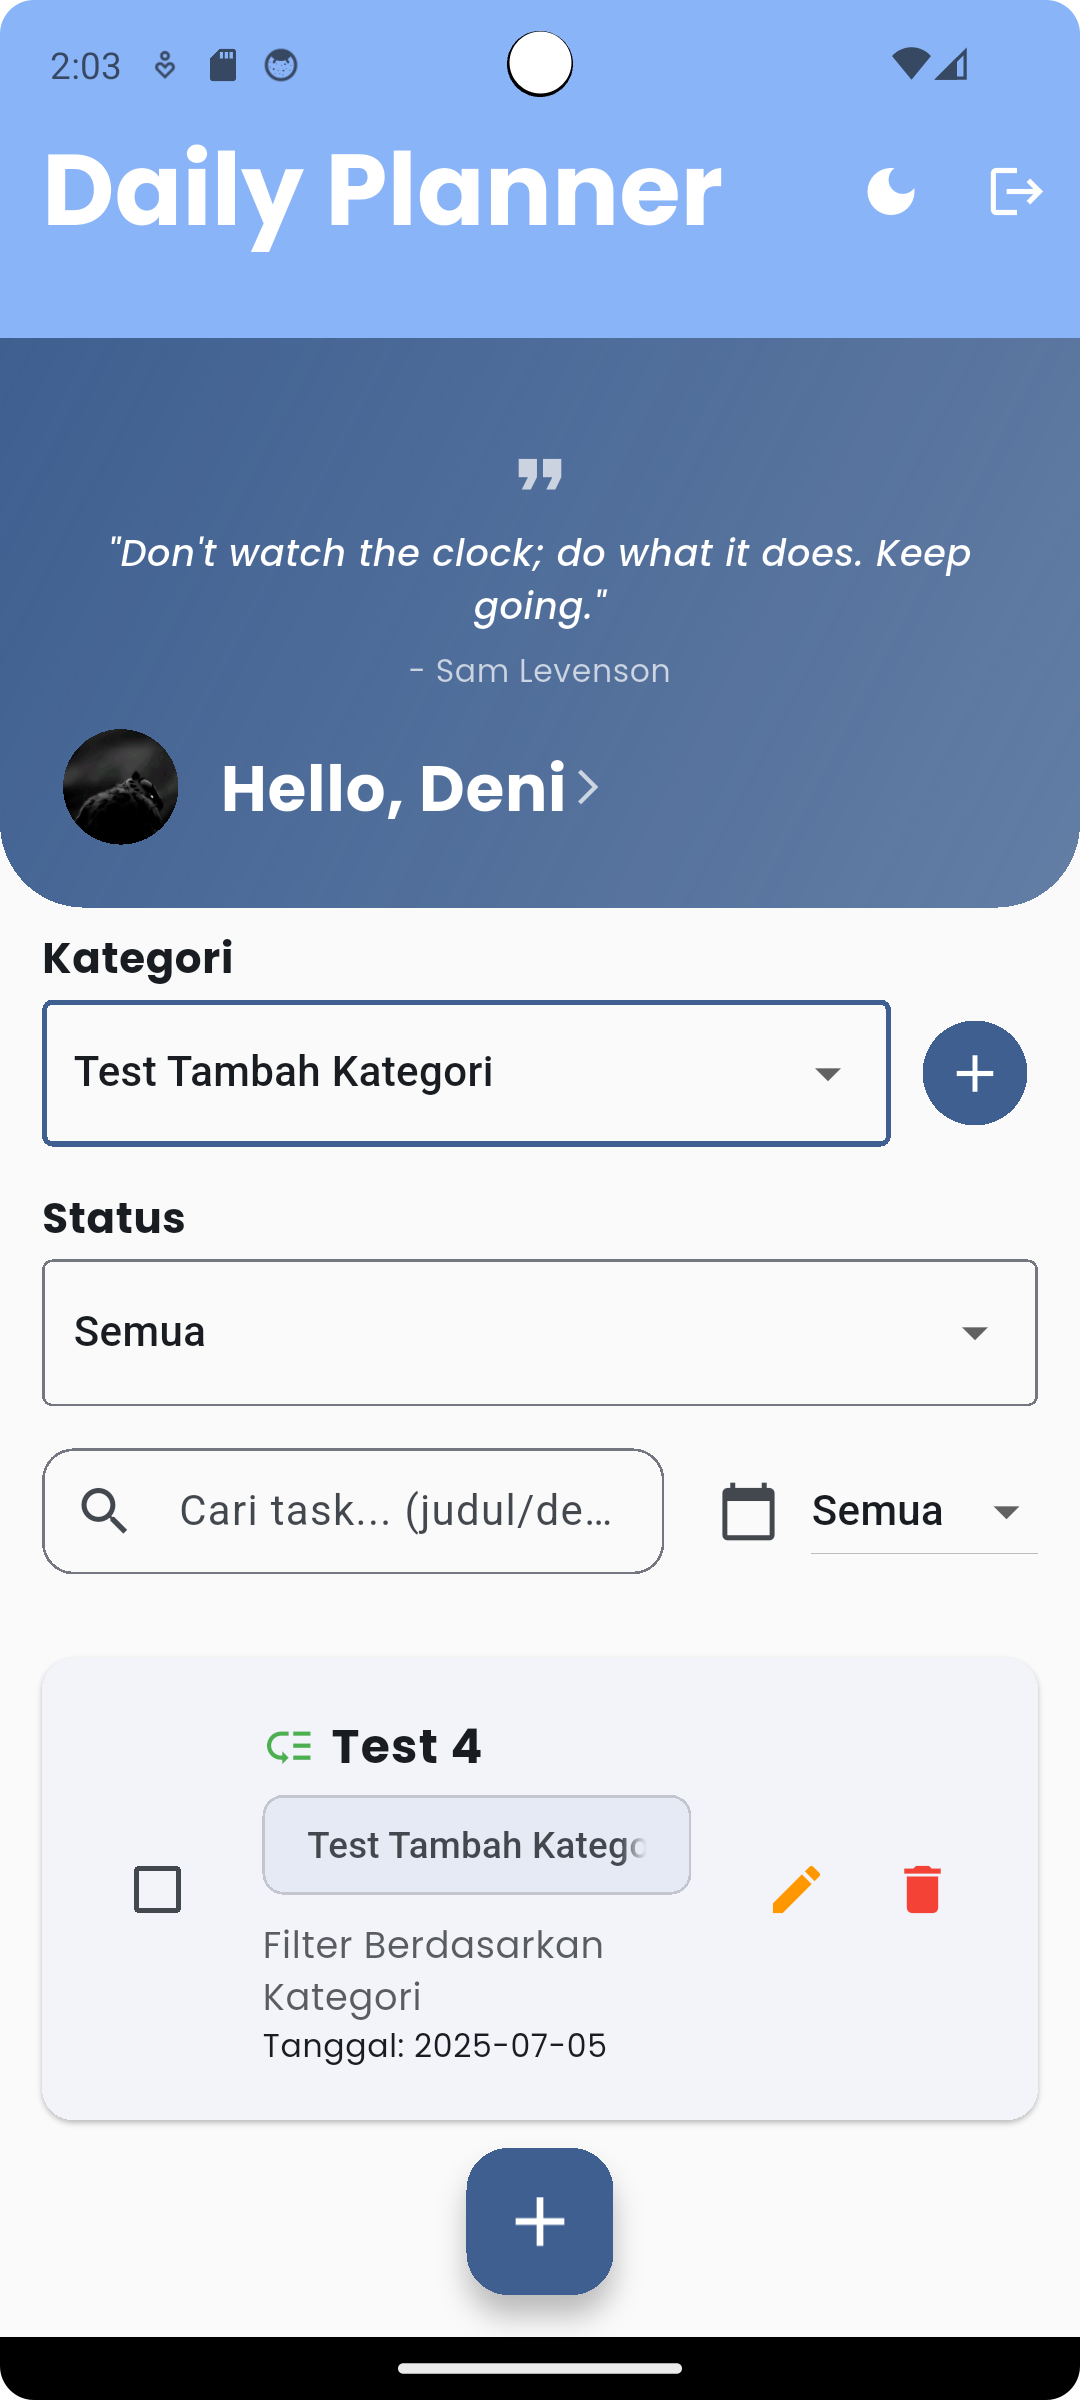 2:03
Daily Planner
"Don't watch the clock; do what it does. Keep
going."
- Sam Levenson
Hello, Deni
Kategori
Test Tambah Kategori
Status
Semua
Cari task... (judul/de...
Semua
Test 4
Test Tambah Katego
Filter Berdasarkan
Kategori
Tanggal: 2025-07-05